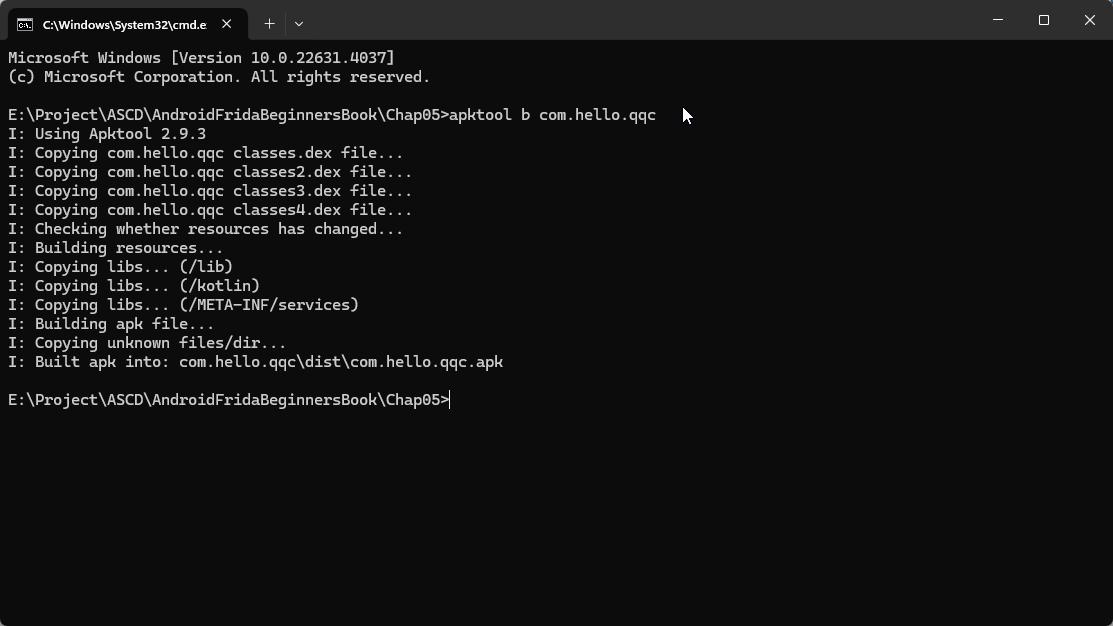 C:\Windows\System32\cmd.e
Microsoft Windows [Version 10.0.22631.4037]
(c) Microsoft Corporation. All rights reserved.
E:\Project\ASCD\AndroidFridaBeginnersBook\Chap05>apktool b com.hello.qqc
I: Using Apktool 2.9.3
I: Copying com.hello.qqc classes.dex file...
I: Copying com.hello.qqc classes2.dex file...
I: Copying com.hello.qqc classes3.dex file...
I: Copying com.hello.qqc classes4.dex file...
I: Checking whether resources has changed...
I: Building resources...
I: Copying libs... (/lib)
I: Copying libs... (/kotlin)
I: Copying libs... (/META-INF/services)
I: Building apk file...
I: Copying unknown files/dir...
I: Built apk into: com.hello.qqc\dist\com.hello.qqc.apk
E:\Project\ASCD\AndroidFridaBeginnersBook\Chap05>